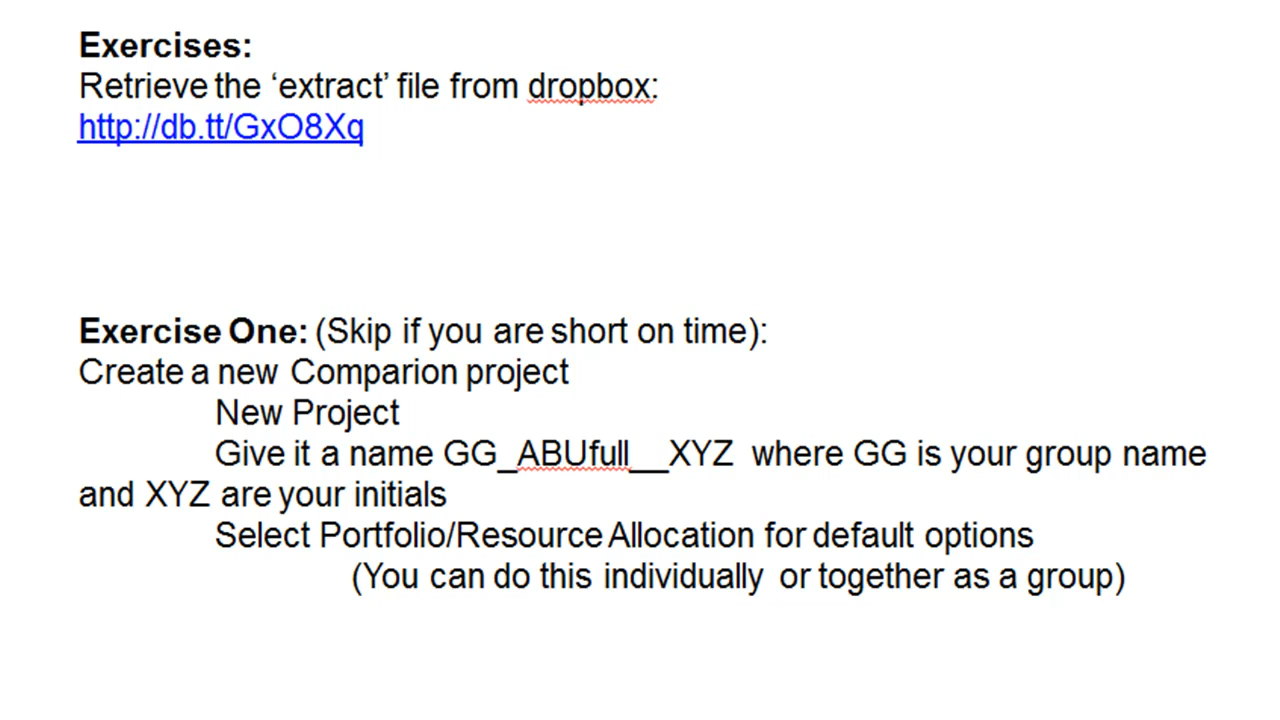 Exercises:
Retrieve the ‘extract’ file from dropbox:
http://db.tt/GxO8Xq
Exercise One: (Skip if you are short on time):
Create a new Comparion project
New Project
Give it a name GG_ABUfull__XYZ where GG is your group name
and XYZ are your initials
Select Portfolio/Resource Allocation for default options
(You can do this individually or together as a group)